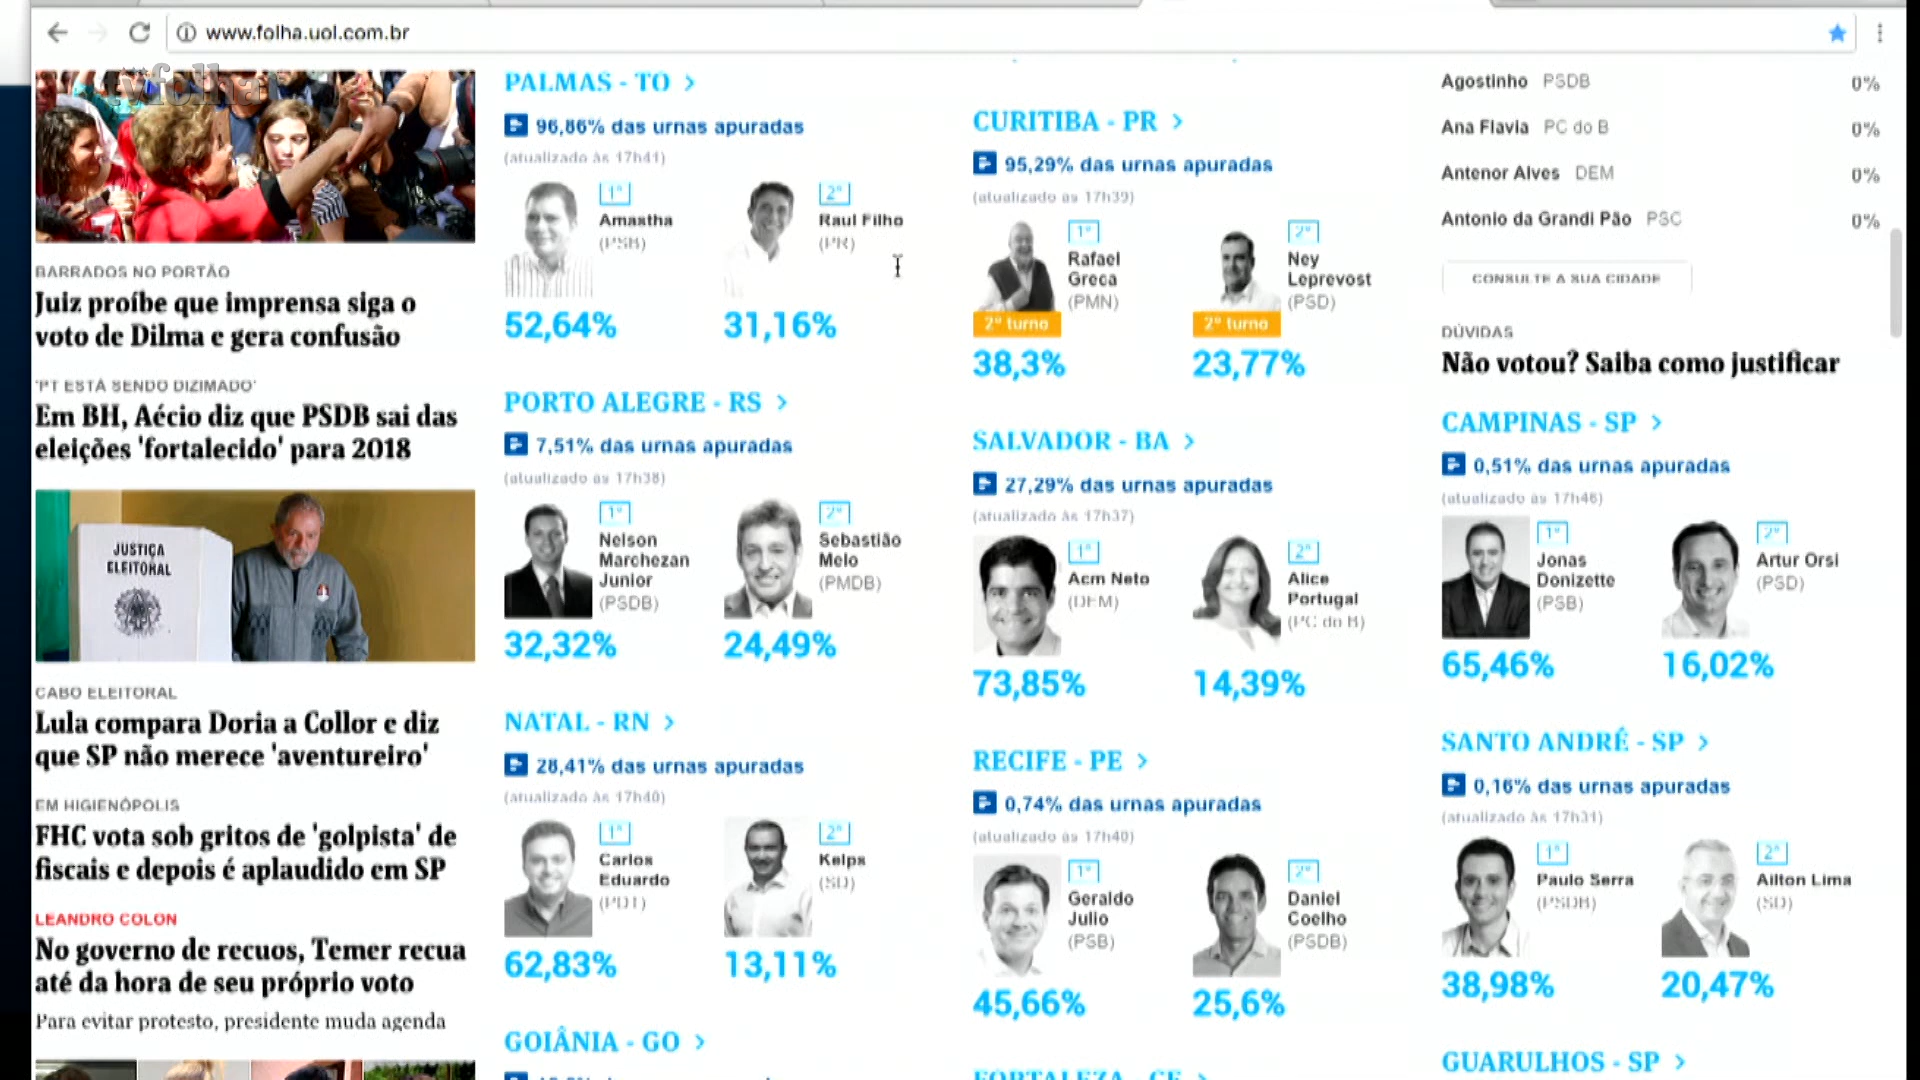 www.folha.uol.com.br
tvfolha
BARRADOS NO PORTÃO
Juiz proíbe que imprensa siga o
voto de Dilma e gera confusão
'PT ESTÁ SENDO DIZIMADO'
Em BH, Aécio diz que PSDB sai das
eleições 'fortalecido' para 2018
JUSTIÇA
ELEITORAL
CABO ELEITORAL
Lula compara Doria a Collor e diz
que SP não merece 'aventureiro'
EM HIGIENÓPOLIS
FHC vota sob gritos de 'golpista' de
fiscais e depois é aplaudido em SP
LEANDRO COLON
No governo de recuos, Temer recua
até da hora de seu próprio voto
Para evitar protesto, presidente muda agenda
PALMAS - TO >
96,86% das urnas apuradas
(atualizado às 17h41)
1º
Amastha
(PSB)
52,64%
2º
Raul Filho
(PR)
31,16%
PORTO ALEGRE - RS >
7,51% das urnas apuradas
(atualizado às 17h38)
1º
Nelson
Marchezan
Junior
(PSDB)
32,32%
2º
Sebastião
Melo
(PMDB)
24,49%
NATAL - RN >
28,41% das urnas apuradas
(atualizado às 17h40)
1º
Carlos
Eduardo
(PDT)
62,83%
2º
Kelps
(SD)
13,11%
GOIÂNIA - GO >
CURITIBA - PR >
95,29% das urnas apuradas
(atualizado às 17h39)
1º
Rafael
Greca
(PMN)
2º turno
38,3%
2º
Ney
Leprevost
(PSD)
2º turno
23,77%
SALVADOR - BA >
27,29% das urnas apuradas
(atualizado às 17h37)
1º
Acm Neto
(DEM)
73,85%
2º
Alice
Portugal
(PC do B)
14,39%
RECIFE - PE >
0,74% das urnas apuradas
(atualizado às 17h40)
1º
Geraldo
Julio
(PSB)
45,66%
2º
Daniel
Coelho
(PSDB)
25,6%
FORTALEZA - CE >
Agostinho PSDB 0%
Ana Flavia PC do B 0%
Antenor Alves DEM 0%
Antonio da Grandi Pão PSC 0%
CONSULTE A SUA CIDADE
DÚVIDAS
Não votou? Saiba como justificar
CAMPINAS - SP >
0,51% das urnas apuradas
(atualizado às 17h46)
1º
Jonas
Donizette
(PSB)
65,46%
2º
Artur Orsi
(PSD)
16,02%
SANTO ANDRÉ - SP >
0,16% das urnas apuradas
(atualizado às 17h31)
1º
Paulo Serra
(PSDB)
38,98%
2º
Ailton Lima
(SD)
20,47%
GUARULHOS - SP >